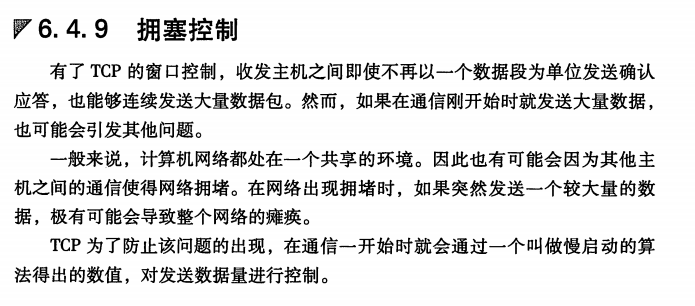 6.4.9 拥塞控制
有了 TCP 的窗口控制，收发主机之间即使不再以一个数据段为单位发送确认
应答，也能够连续发送大量数据包。然而，如果在通信刚开始时就发送大量数据，
也可能会引发其他问题。
一般来说，计算机网络都处在一个共享的环境。因此也有可能会因为其他主
机之间的通信使得网络拥堵。在网络出现拥堵时，如果突然发送一个较大量的数
据，极有可能会导致整个网络的瘫痪。
TCP 为了防止该问题的出现，在通信一开始时就会通过一个叫做慢启动的算
法得出的数值，对发送数据量进行控制。